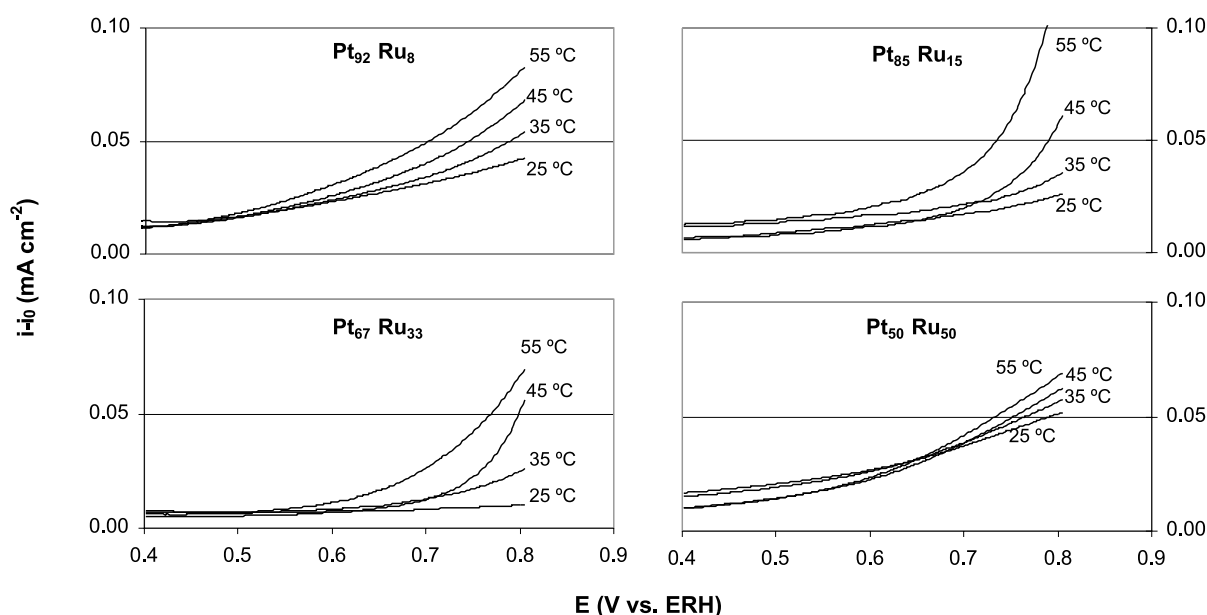 i-i₀ (mA cm⁻²)
0.10
0.05
0.00
Pt₉₂ Ru₈
55 ºC
45 ºC
35 ºC
25 ºC
Pt₈₅ Ru₁₅
55 ºC
45 ºC
35 ºC
25 ºC
0.10
0.05
0.00
0.10
0.05
0.00
Pt₆₇ Ru₃₃
55 ºC
45 ºC
35 ºC
25 ºC
0.4 0.5 0.6 0.7 0.8 0.9
Pt₅₀ Ru₅₀
55 ºC
45 ºC
35 ºC
25 ºC
0.10
0.05
0.00
0.4 0.5 0.6 0.7 0.8 0.9
E (V vs. ERH)